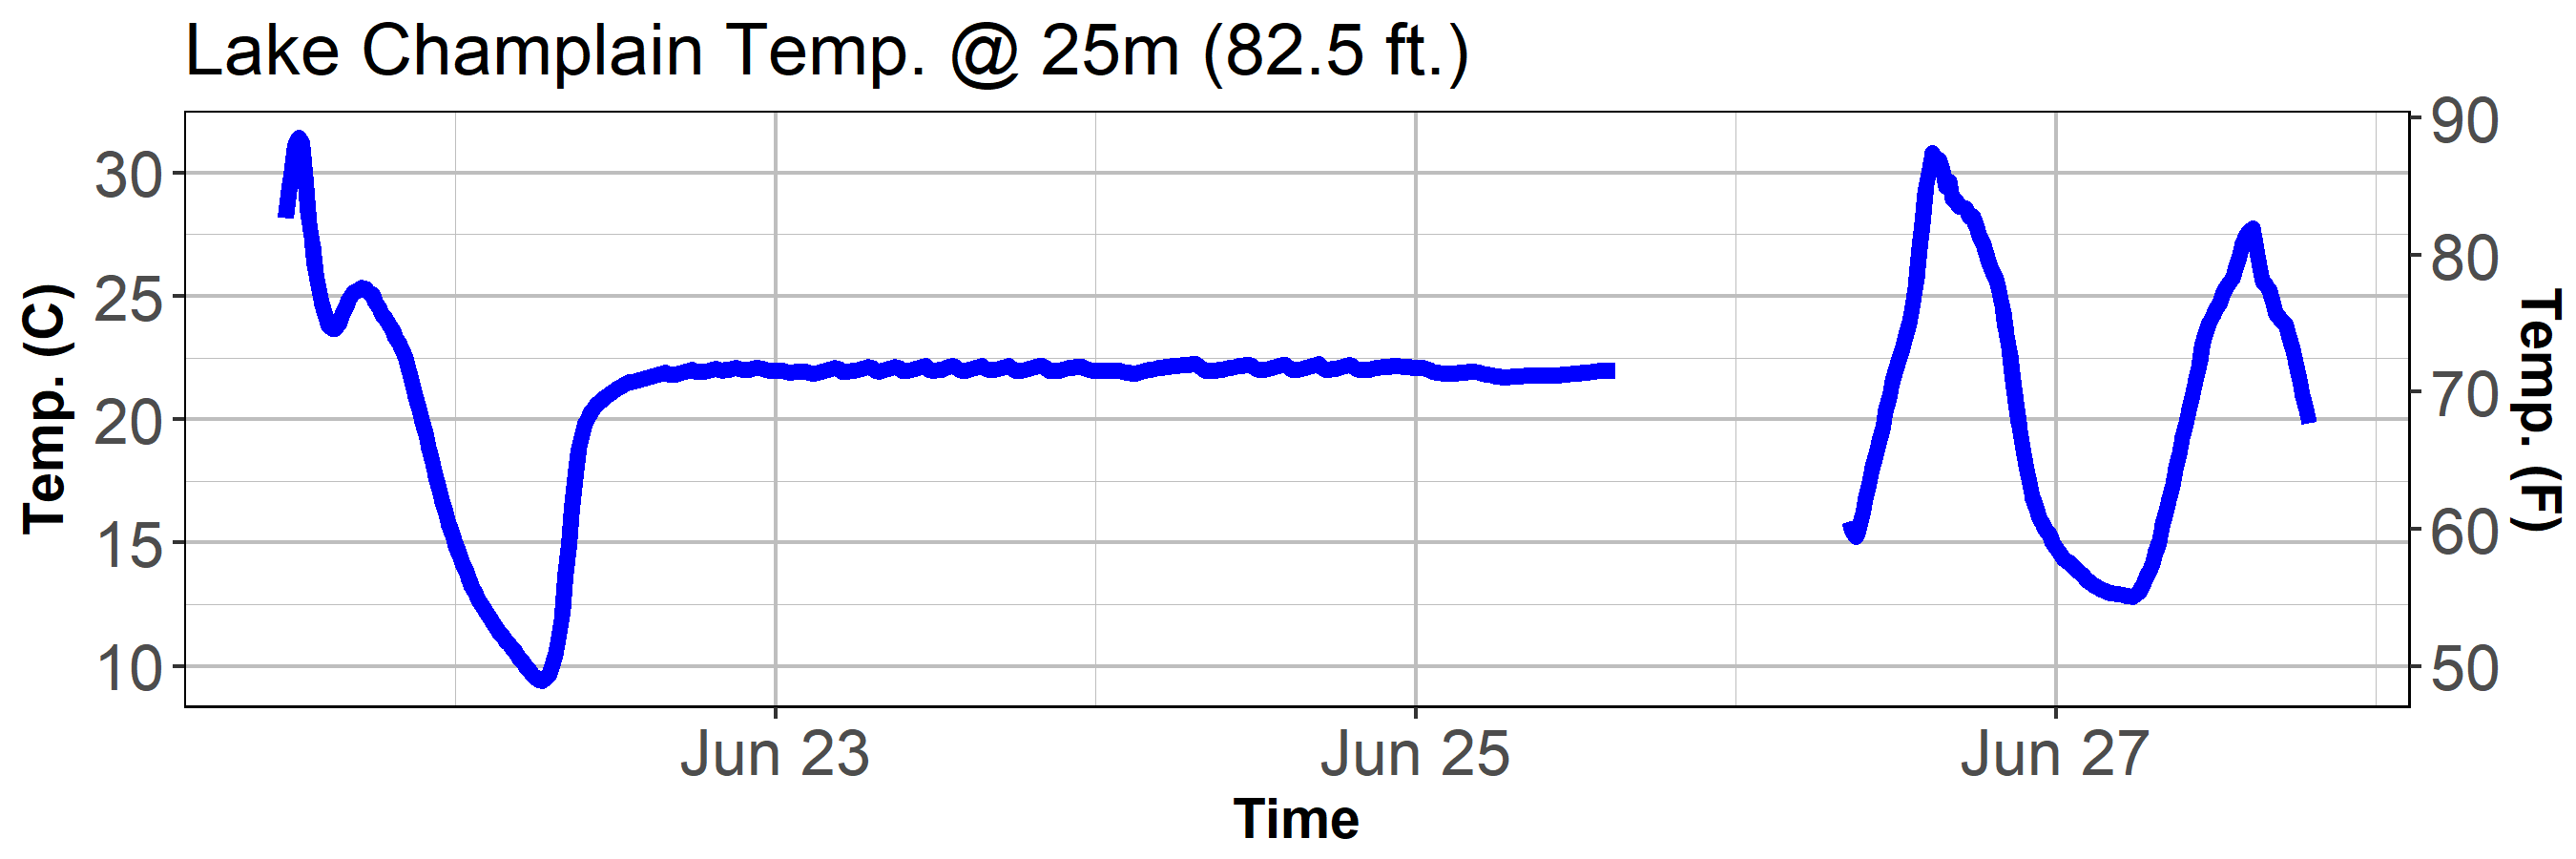 Lake Champlain Temp. @ 25m (82.5 ft.)
Temp. (C)
30
25
20
15
10
90
80
70
60
50
Temp. (F)
Jun 23
Jun 25
Jun 27
Time